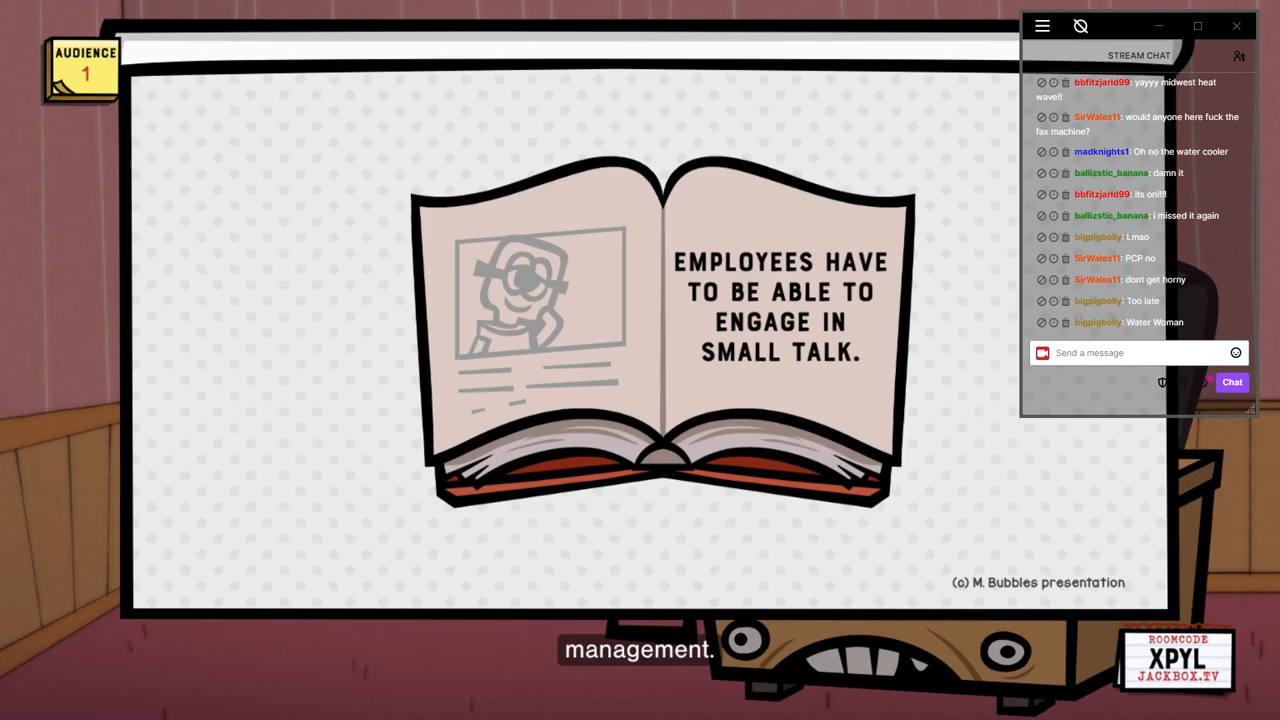 AUDIENCE
1
EMPLOYEES HAVE
TO BE ABLE TO
ENGAGE IN
SMALL TALK.
(c) M. Bubbles presentation
management.
ROOMCODE
XPYL
JACKBOX.TV
STREAM CHAT
bbfitzjarld99: yayyy midwest heat
wave!!
SirWales11: would anyone here fuck the
fax machine?
madknights1: Oh no the water cooler
ballizstic_banana: damn it
bbfitzjarld99: its on!!!!
ballizstic_banana: i missed it again
bigpigbelly: Lmao
SirWales11: PCP no
SirWales11: dont get horny
bigpigbelly: Too late
bigpigbelly: Water Woman
Send a message
Chat